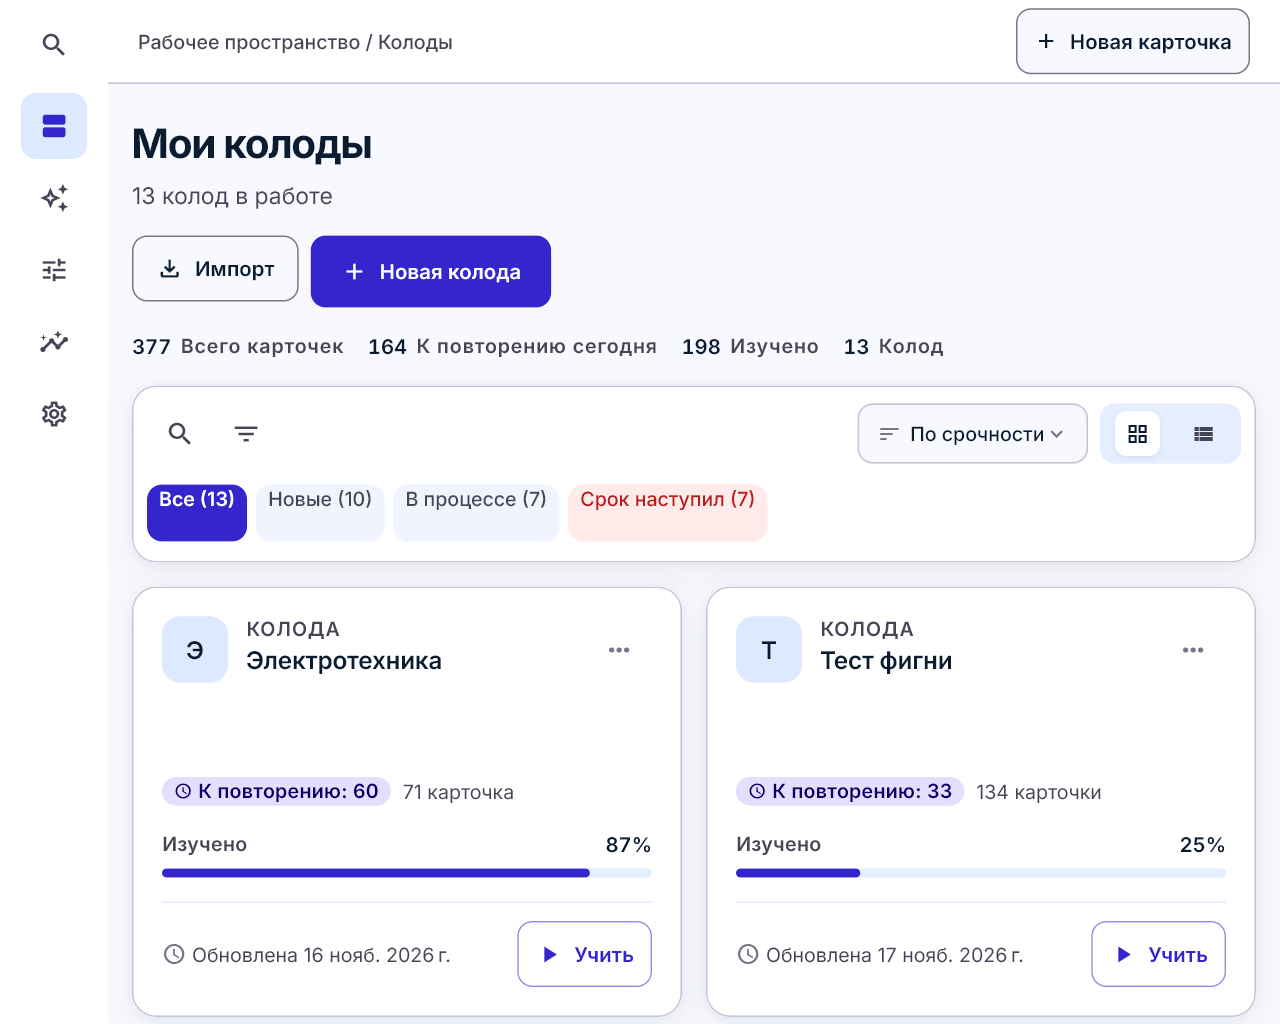 Рабочее пространство / Колоды
+ Новая карточка
Мои колоды
13 колод в работе
Импорт
+ Новая колода
377 Всего карточек 164 К повторению сегодня 198 Изучено 13 Колод
По срочности
Все (13) Новые (10) В процессе (7) Срок наступил (7)
Э
КОЛОДА
Электротехника
К повторению: 60 71 карточка
Изучено 87%
Обновлена 16 нояб. 2026 г.
Учить
Т
КОЛОДА
Тест фигни
К повторению: 33 134 карточки
Изучено 25%
Обновлена 17 нояб. 2026 г.
Учить